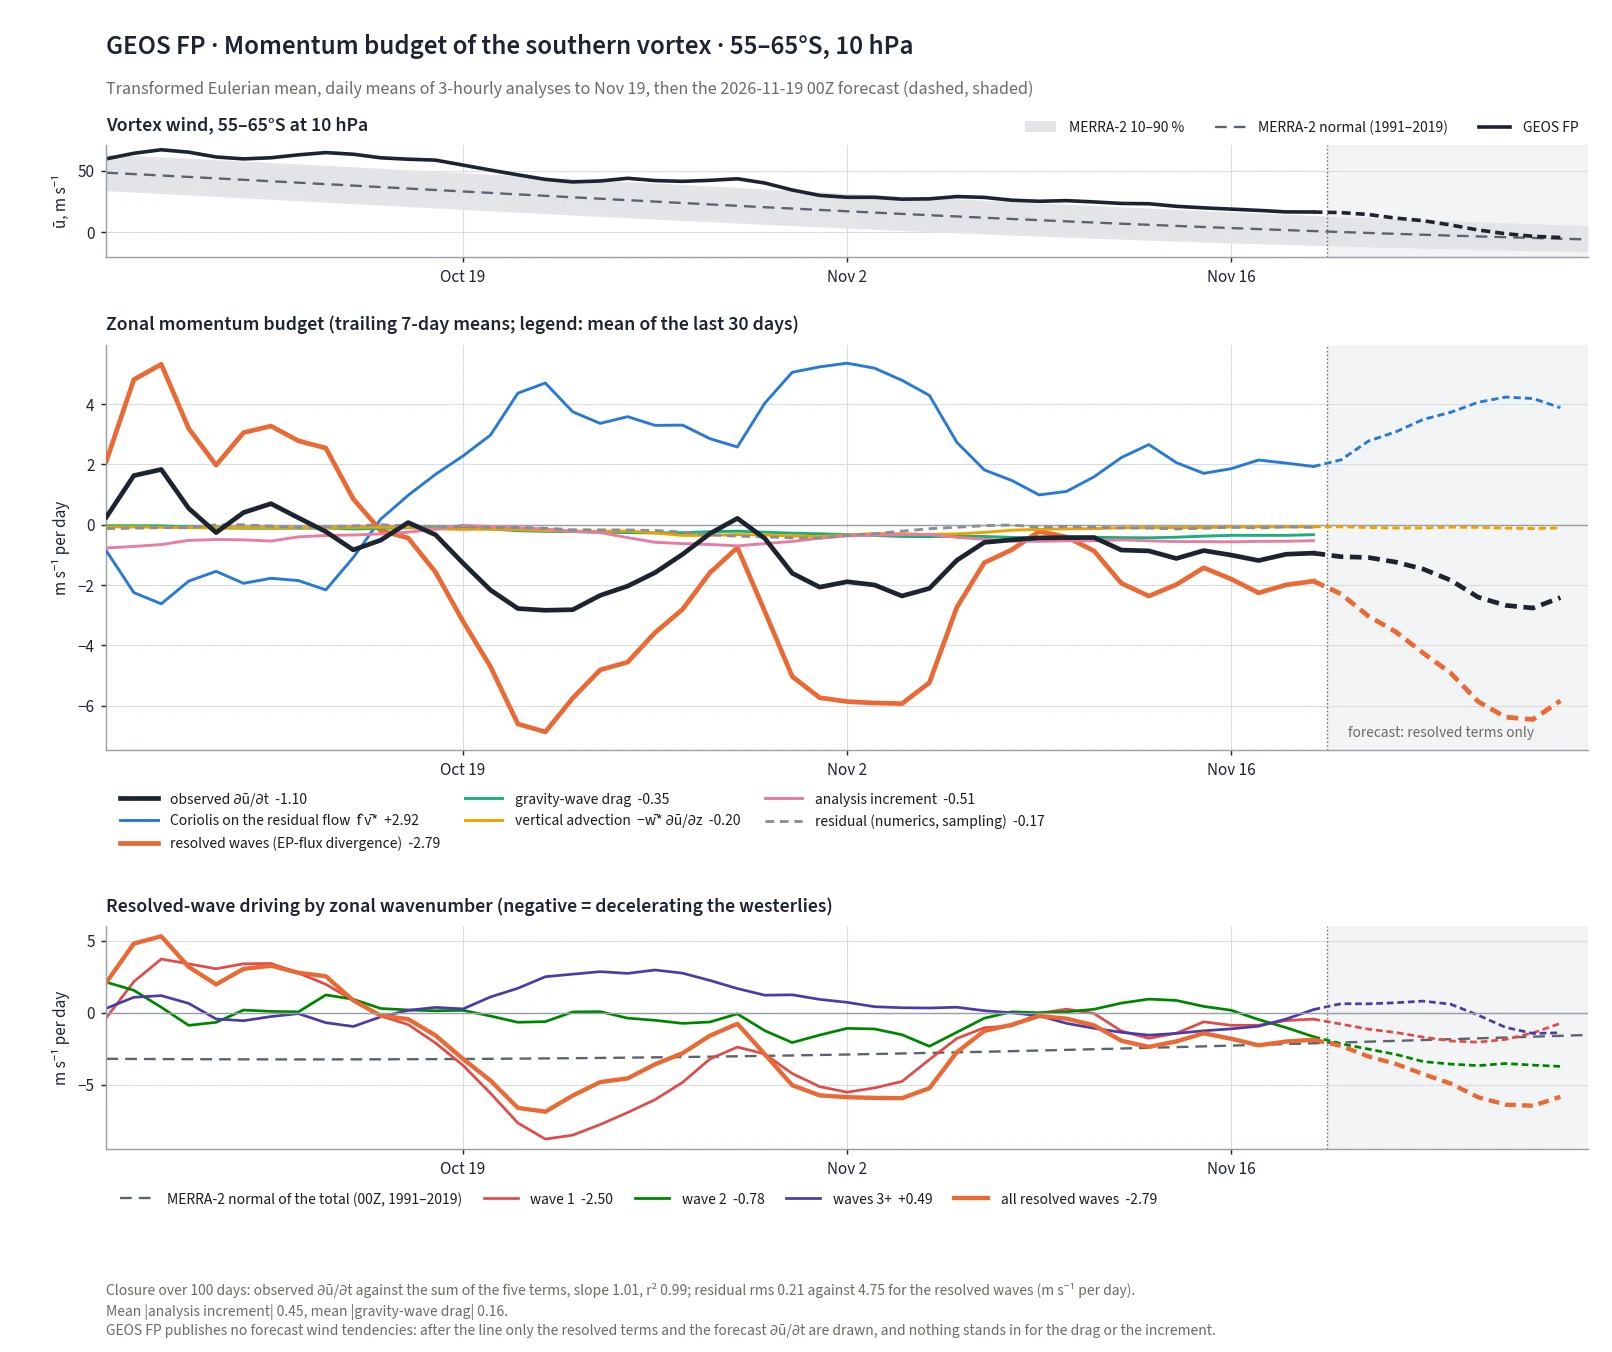 GEOS FP · Momentum budget of the southern vortex · 55–65°S, 10 hPa
Transformed Eulerian mean, daily means of 3-hourly analyses to Nov 19, then the 2026-11-19 00Z forecast (dashed, shaded)
Vortex wind, 55–65°S at 10 hPa
MERRA-2 10–90 %
MERRA-2 normal (1991–2019)
GEOS FP
ū, m s⁻¹
50
0
Oct 19
Nov 2
Nov 16
Zonal momentum budget (trailing 7-day means; legend: mean of the last 30 days)
m s⁻¹ per day
4
2
0
−2
−4
−6
forecast: resolved terms only
Oct 19
Nov 2
Nov 16
observed ∂ū/∂t -1.10
Coriolis on the residual flow f v̄* +2.92
resolved waves (EP-flux divergence) -2.79
gravity-wave drag -0.35
vertical advection −w̄* ∂ū/∂z -0.20
analysis increment -0.51
residual (numerics, sampling) -0.17
Resolved-wave driving by zonal wavenumber (negative = decelerating the westerlies)
m s⁻¹ per day
5
0
−5
Oct 19
Nov 2
Nov 16
MERRA-2 normal of the total (00Z, 1991–2019)
wave 1 -2.50
wave 2 -0.78
waves 3+ +0.49
all resolved waves -2.79
Closure over 100 days: observed ∂ū/∂t against the sum of the five terms, slope 1.01, r² 0.99; residual rms 0.21 against 4.75 for the resolved waves (m s⁻¹ per day).
Mean |analysis increment| 0.45, mean |gravity-wave drag| 0.16.
GEOS FP publishes no forecast wind tendencies: after the line only the resolved terms and the forecast ∂ū/∂t are drawn, and nothing stands in for the drag or the increment.